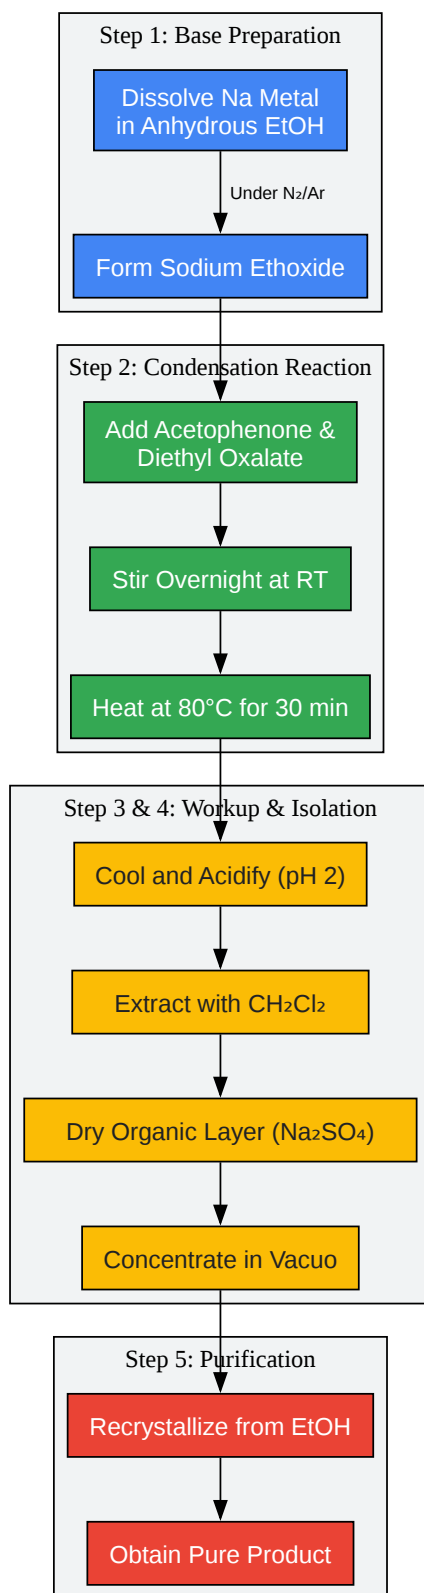 Step 1: Base Preparation
Dissolve Na Metal
in Anhydrous EtOH
Under N₂/Ar
Form Sodium Ethoxide
Step 2: Condensation Reaction
Add Acetophenone &
Diethyl Oxalate
Stir Overnight at RT
Heat at 80°C for 30 min
Step 3 & 4: Workup & Isolation
Cool and Acidify (pH 2)
Extract with CH₂Cl₂
Dry Organic Layer (Na₂SO₄)
Concentrate in Vacuo
Step 5: Purification
Recrystallize from EtOH
Obtain Pure Product